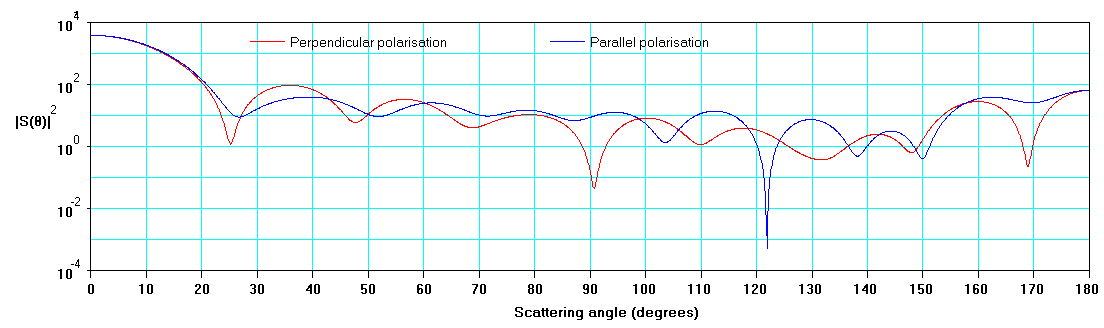 10^4
Perpendicular polarisation
Parallel polarisation
10^2
|S(θ)|^2
10^0
10^-2
10^-4
0 10 20 30 40 50 60 70 80 90 100 110 120 130 140 150 160 170 180
Scattering angle (degrees)